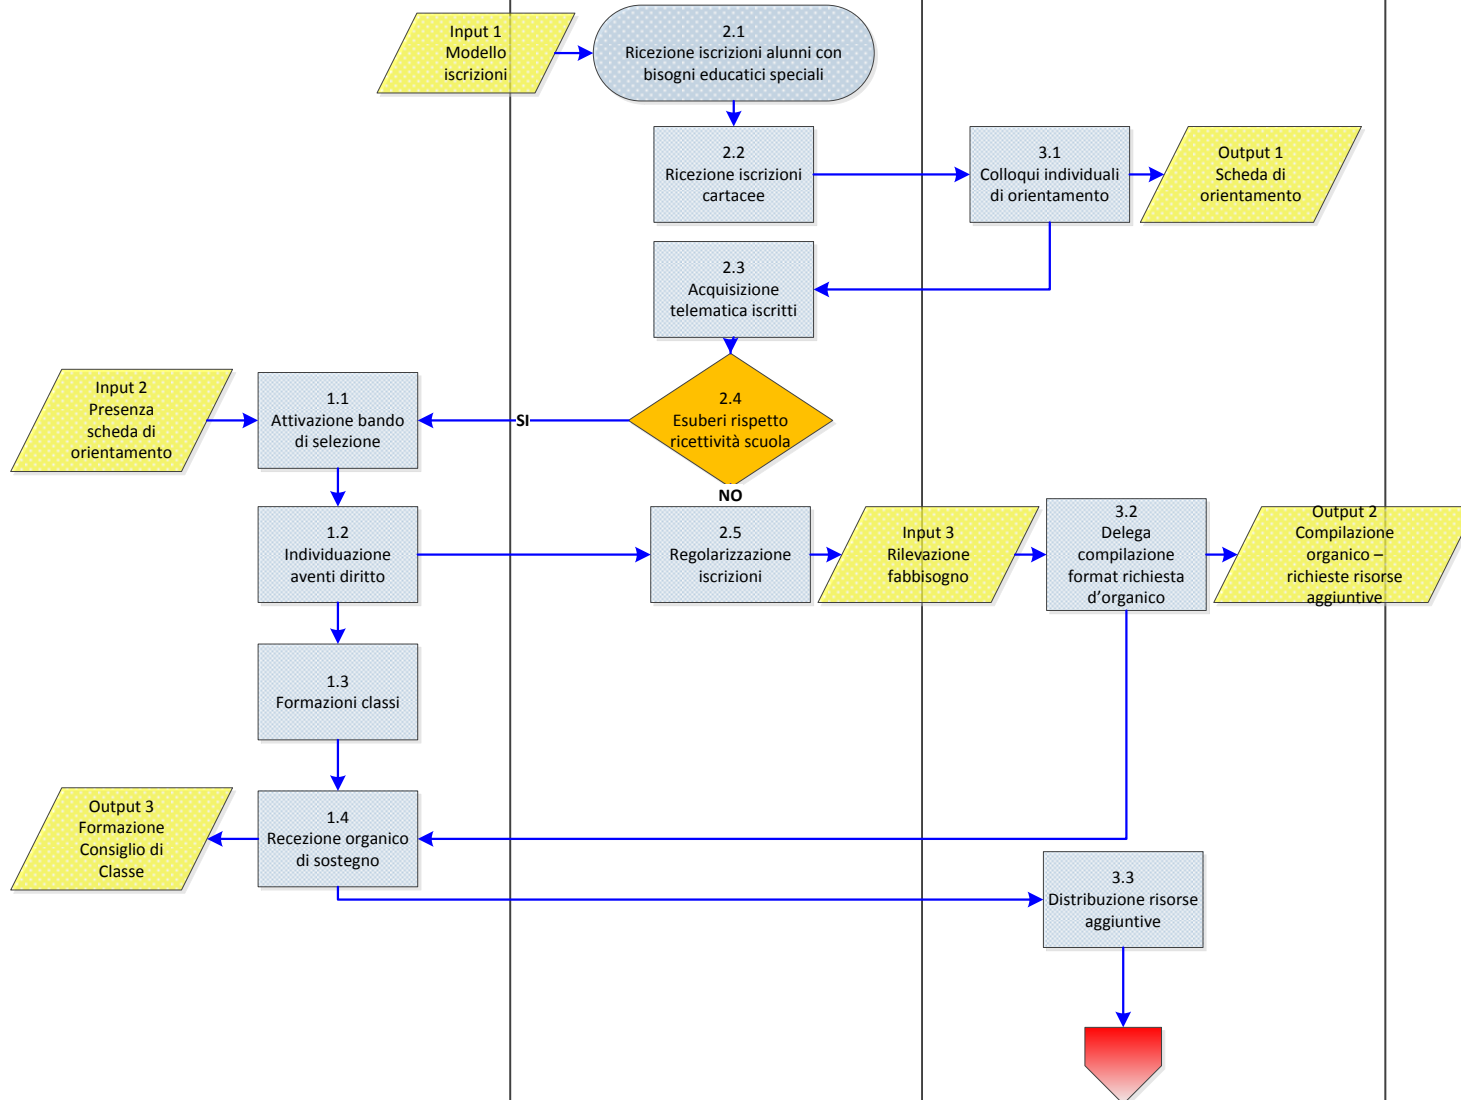 Input 1
Modello
iscrizioni
2.1
Ricezione iscrizioni alunni con
bisogni educatici speciali
2.2
Ricezione iscrizioni
cartacee
3.1
Colloqui individuali
di orientamento
Output 1
Scheda di
orientamento
2.3
Acquisizione
telematica iscritti
Input 2
Presenza
scheda di
orientamento
1.1
Attivazione bando
di selezione
SI
2.4
Esuberi rispetto
ricettività scuola
NO
1.2
Individuazione
aventi diritto
2.5
Regolarizzazione
iscrizioni
Input 3
Rilevazione
fabbisogno
3.2
Delega
compilazione
format richiesta
d’organico
Output 2
Compilazione
organico –
richieste risorse
aggiuntive
1.3
Formazioni classi
Output 3
Formazione
Consiglio di
Classe
1.4
Recezione organico
di sostegno
3.3
Distribuzione risorse
aggiuntive